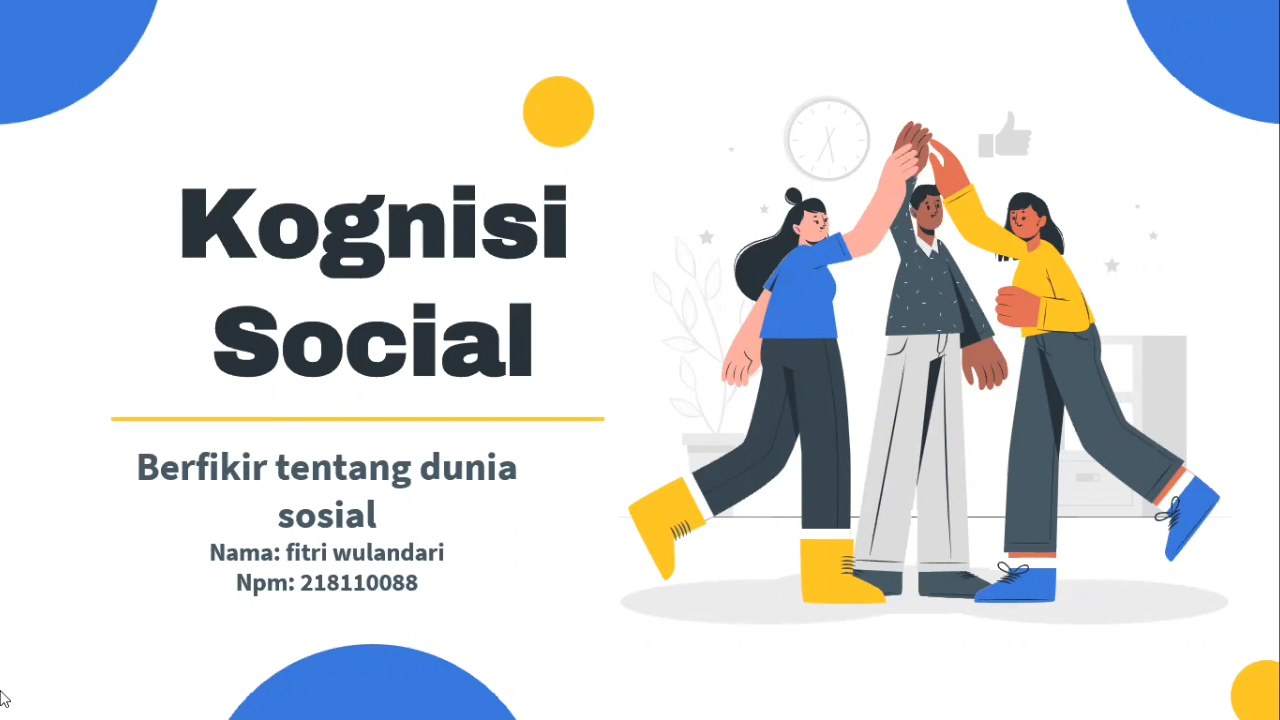 Kognisi
Social
Berfikir tentang dunia
sosial
Nama: fitri wulandari
Npm: 218110088